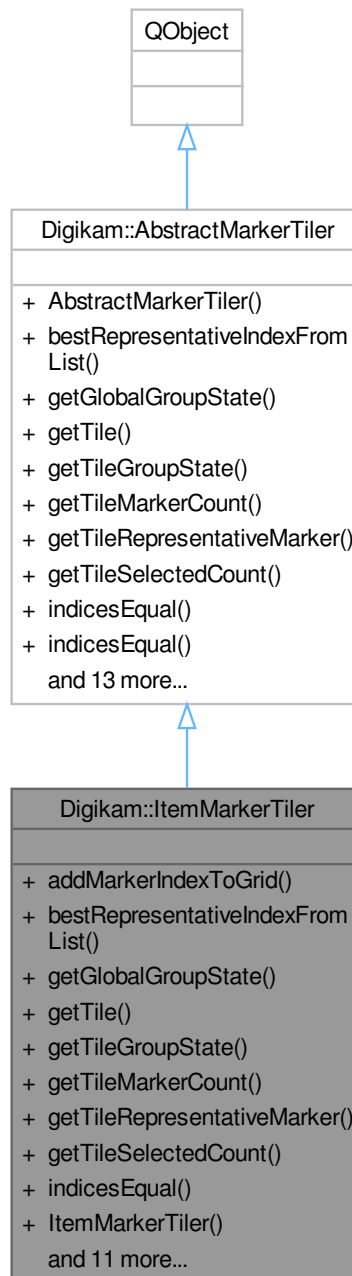 QObject
Digikam::AbstractMarkerTiler
+ AbstractMarkerTiler()
+ bestRepresentativeIndexFrom
List()
+ getGlobalGroupState()
+ getTile()
+ getTileGroupState()
+ getTileMarkerCount()
+ getTileRepresentativeMarker()
+ getTileSelectedCount()
+ indicesEqual()
+ indicesEqual()
and 13 more...
Digikam::ItemMarkerTiler
+ addMarkerIndexToGrid()
+ bestRepresentativeIndexFrom
List()
+ getGlobalGroupState()
+ getTile()
+ getTileGroupState()
+ getTileMarkerCount()
+ getTileRepresentativeMarker()
+ getTileSelectedCount()
+ indicesEqual()
+ ItemMarkerTiler()
and 11 more...